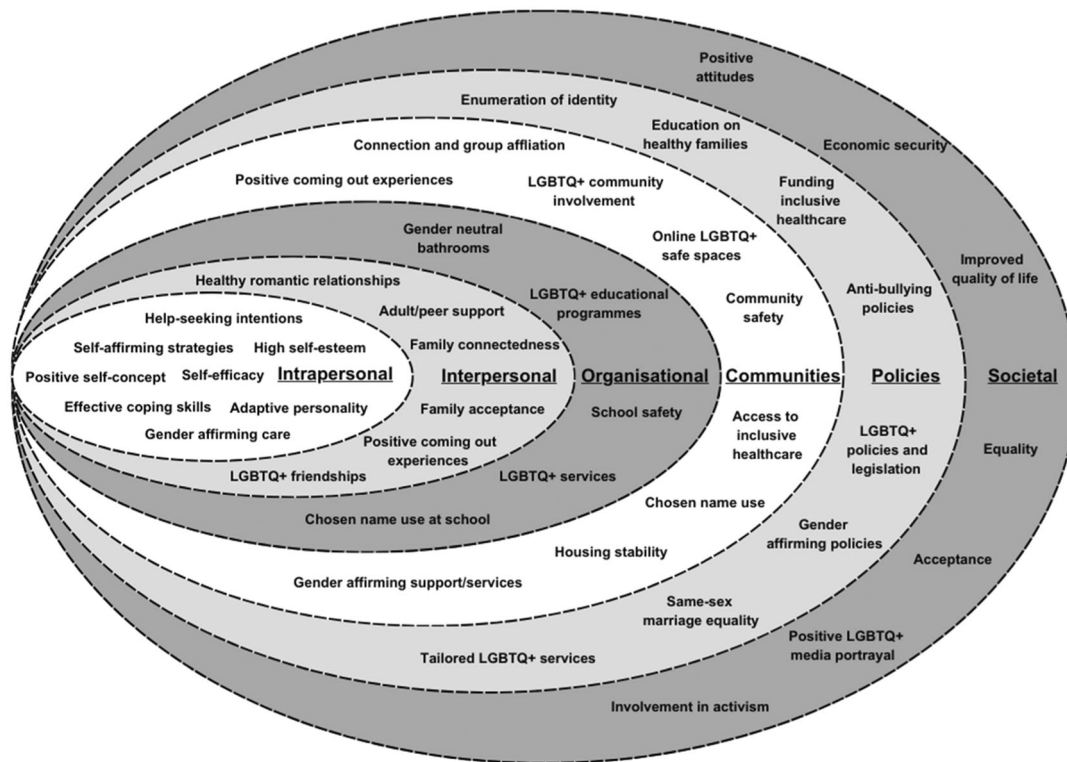 Positive
attitudes
Enumeration of identity
Education on
healthy families
Economic security
Connection and group affliation
Positive coming out experiences
LGBTQ+ community
involvement
Funding
inclusive
healthcare
Gender neutral
bathrooms
Online LGBTQ+
safe spaces
Improved
quality of life
Healthy romantic relationships
LGBTQ+ educational
programmes
Community
safety
Anti-bullying
policies
Help-seeking intentions
Adult/peer support
Self-affirming strategies
High self-esteem
Family connectedness
Positive self-concept
Self-efficacy
Intrapersonal
Interpersonal
Organisational
Communities
Policies
Societal
Effective coping skills
Adaptive personality
Family acceptance
School safety
Access to
inclusive
healthcare
LGBTQ+
policies and
legislation
Equality
Gender affirming care
Positive coming out
experiences
LGBTQ+ friendships
LGBTQ+ services
Chosen name use at school
Chosen name use
Gender
affirming policies
Housing stability
Acceptance
Gender affirming support/services
Same-sex
marriage equality
Positive LGBTQ+
media portrayal
Tailored LGBTQ+ services
Involvement in activism